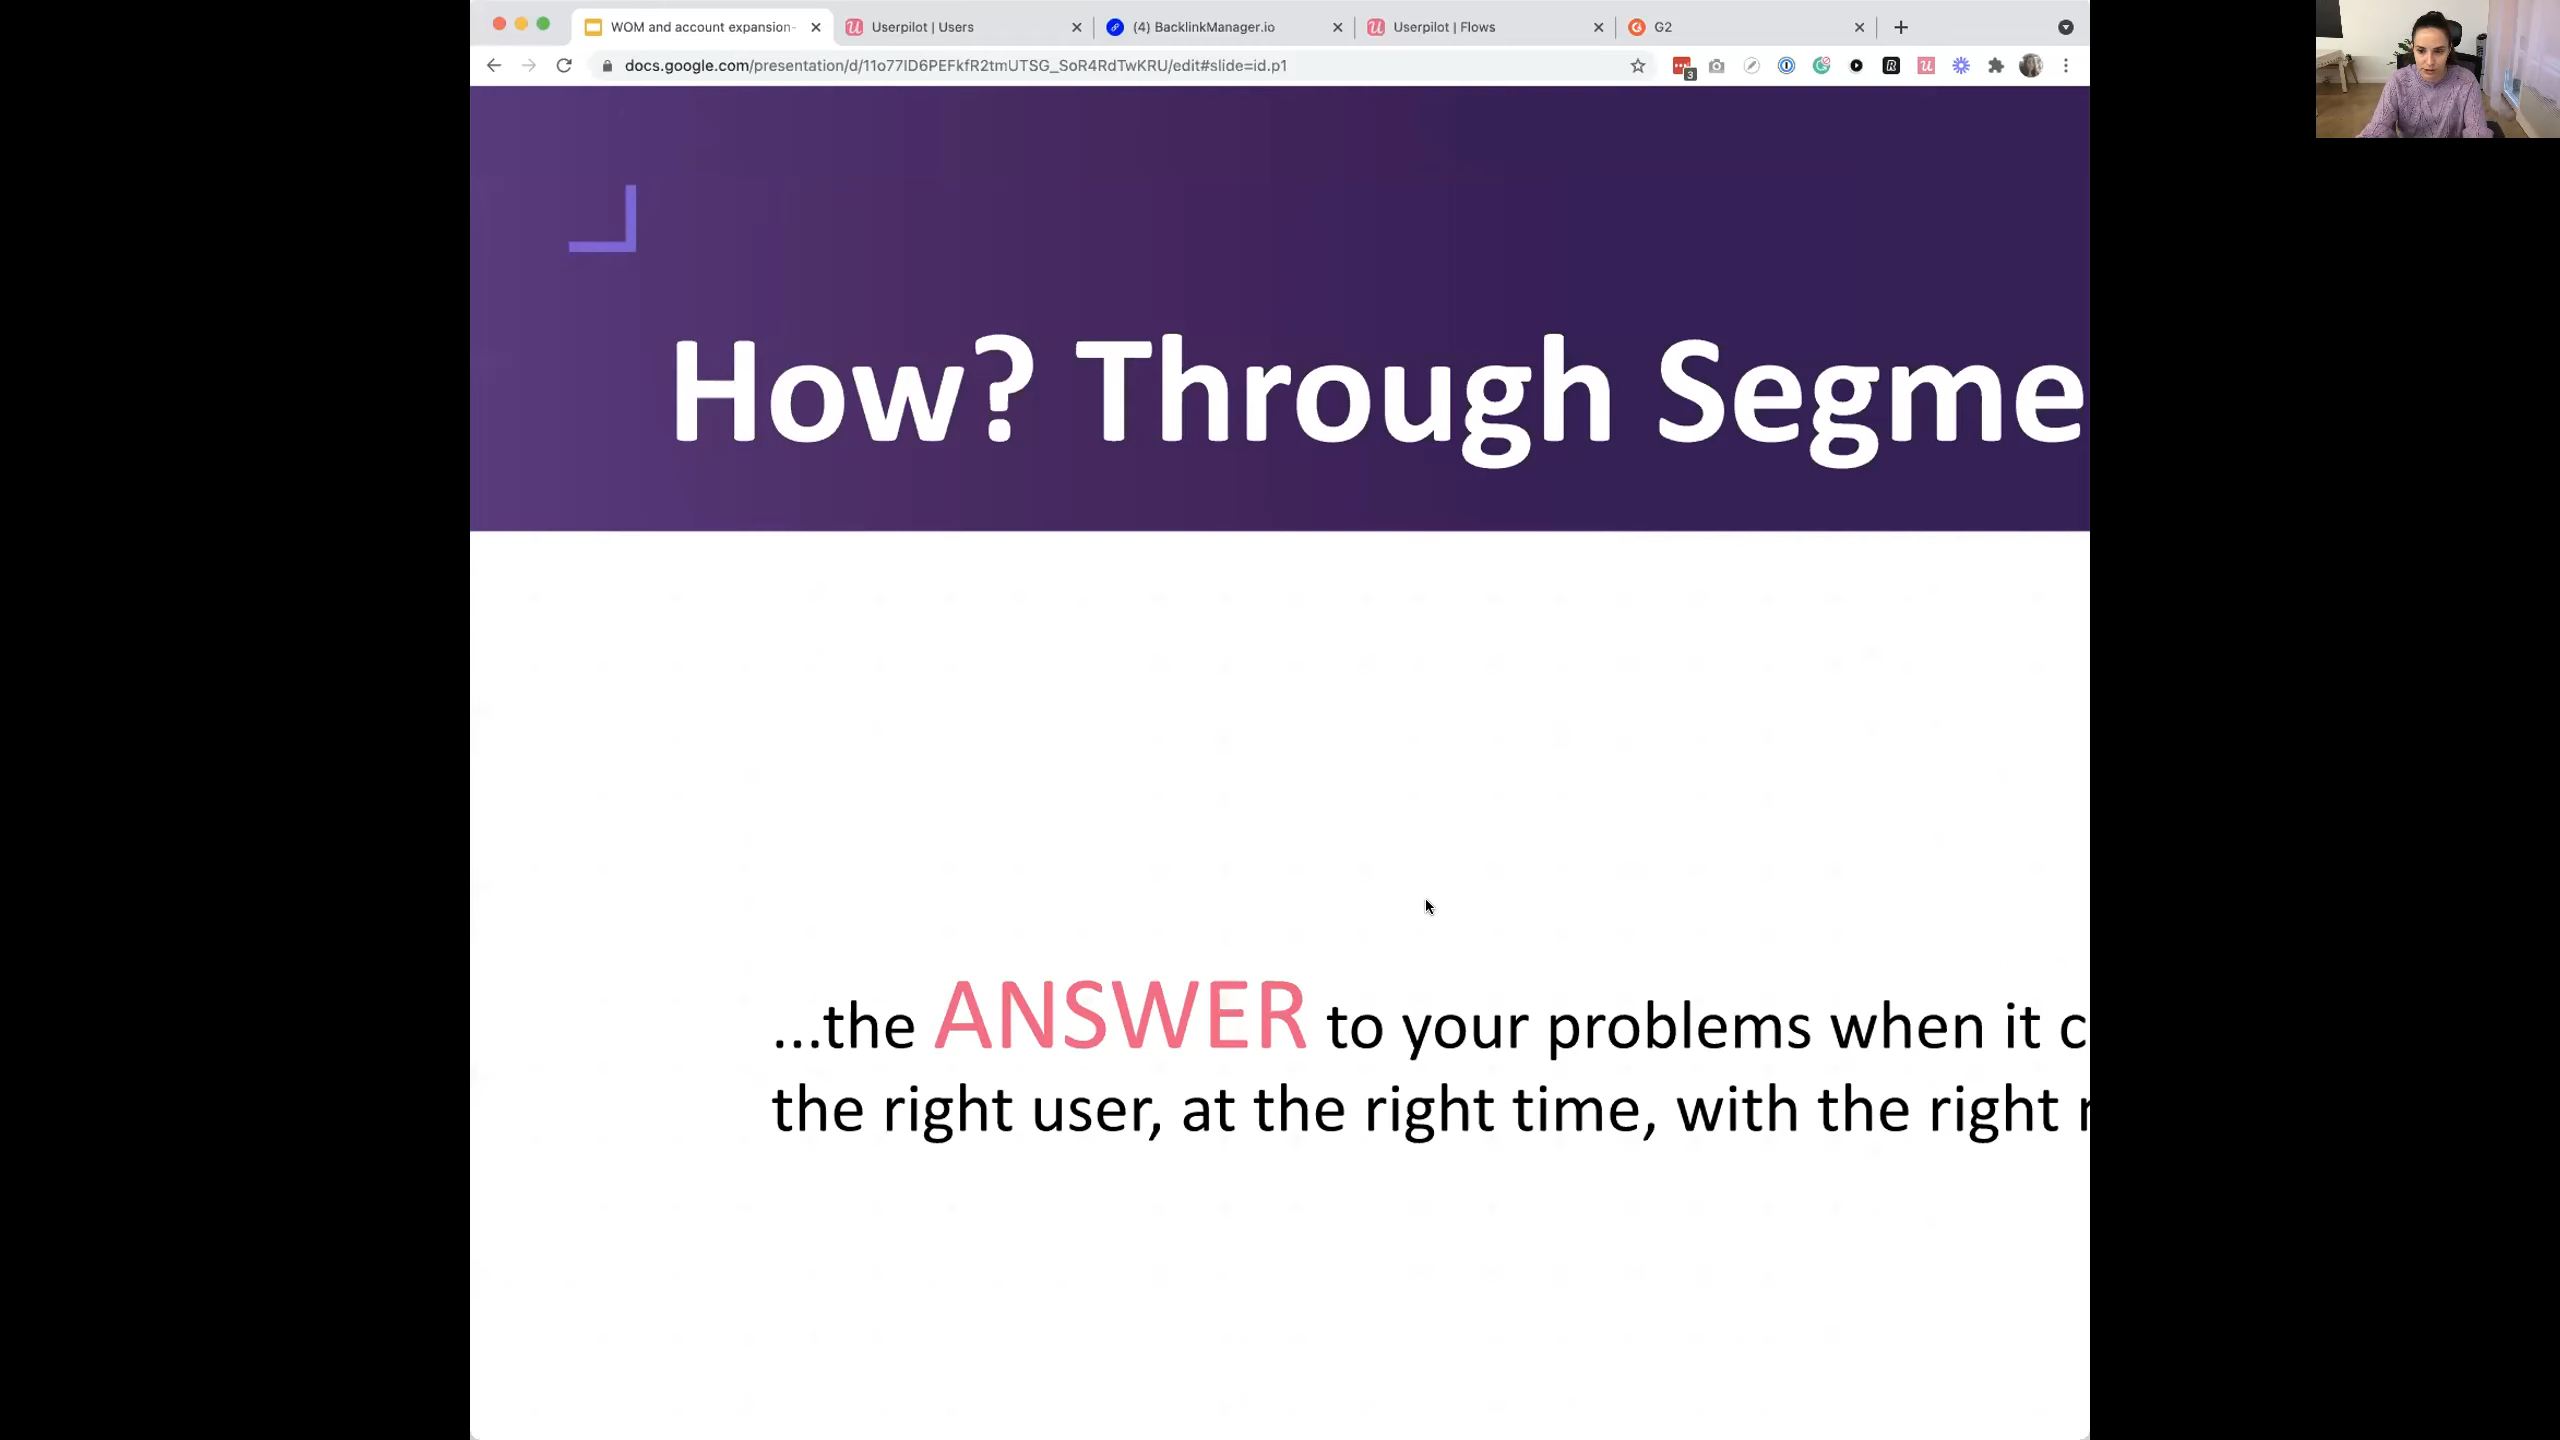 WOM and account expansion-
Userpilot | Users
(4) BacklinkManager.io
Userpilot | Flows
G2
docs.google.com/presentation/d/11o77ID6PEFkfR2tmUTSG_SoR4RdTwKRU/edit#slide=id.p1
3
How? Through Segme
...the ANSWER to your problems when it c
the right user, at the right time, with the right